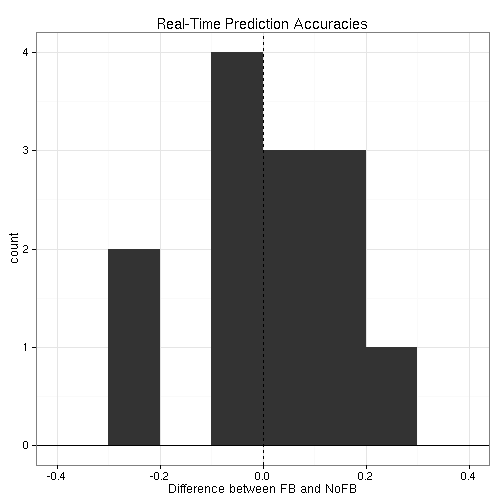 Real-Time Prediction Accuracies
4
3
2
1
0
count
-0.4 -0.2 0.0 0.2 0.4
Difference between FB and NoFB